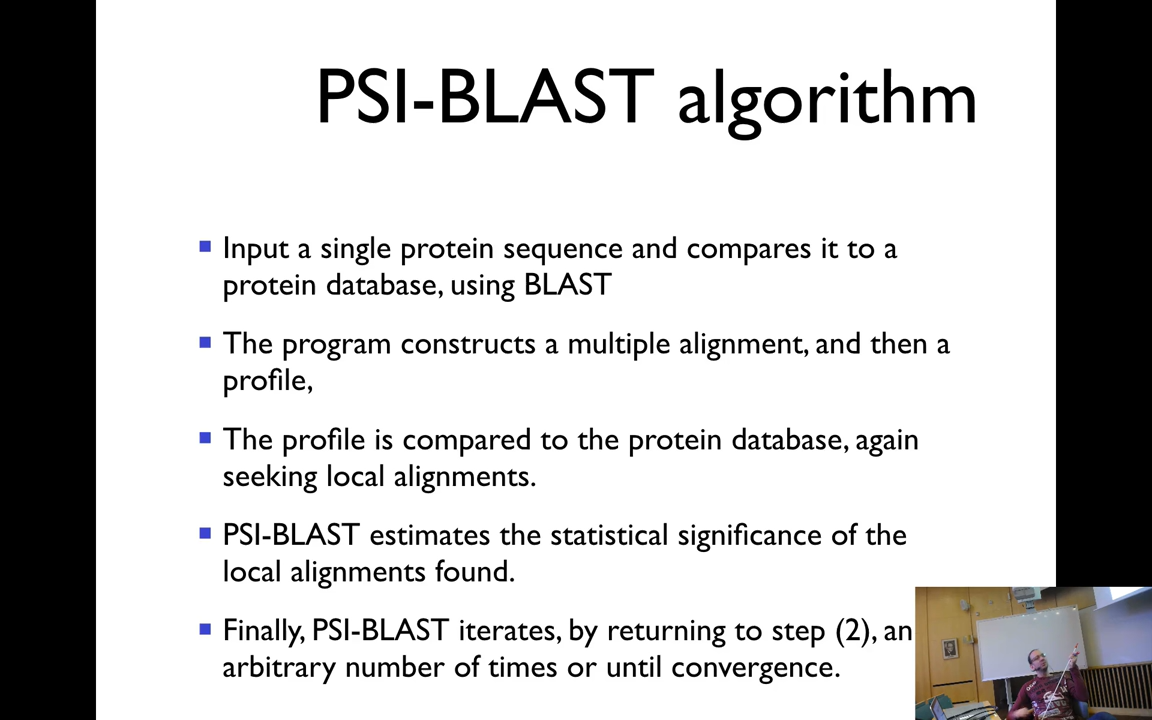 PSI-BLAST algorithm
Input a single protein sequence and compares it to a
protein database, using BLAST
The program constructs a multiple alignment, and then a
profile,
The profile is compared to the protein database, again
seeking local alignments.
PSI-BLAST estimates the statistical significance of the
local alignments found.
Finally, PSI-BLAST iterates, by returning to step (2), an
arbitrary number of times or until convergence.